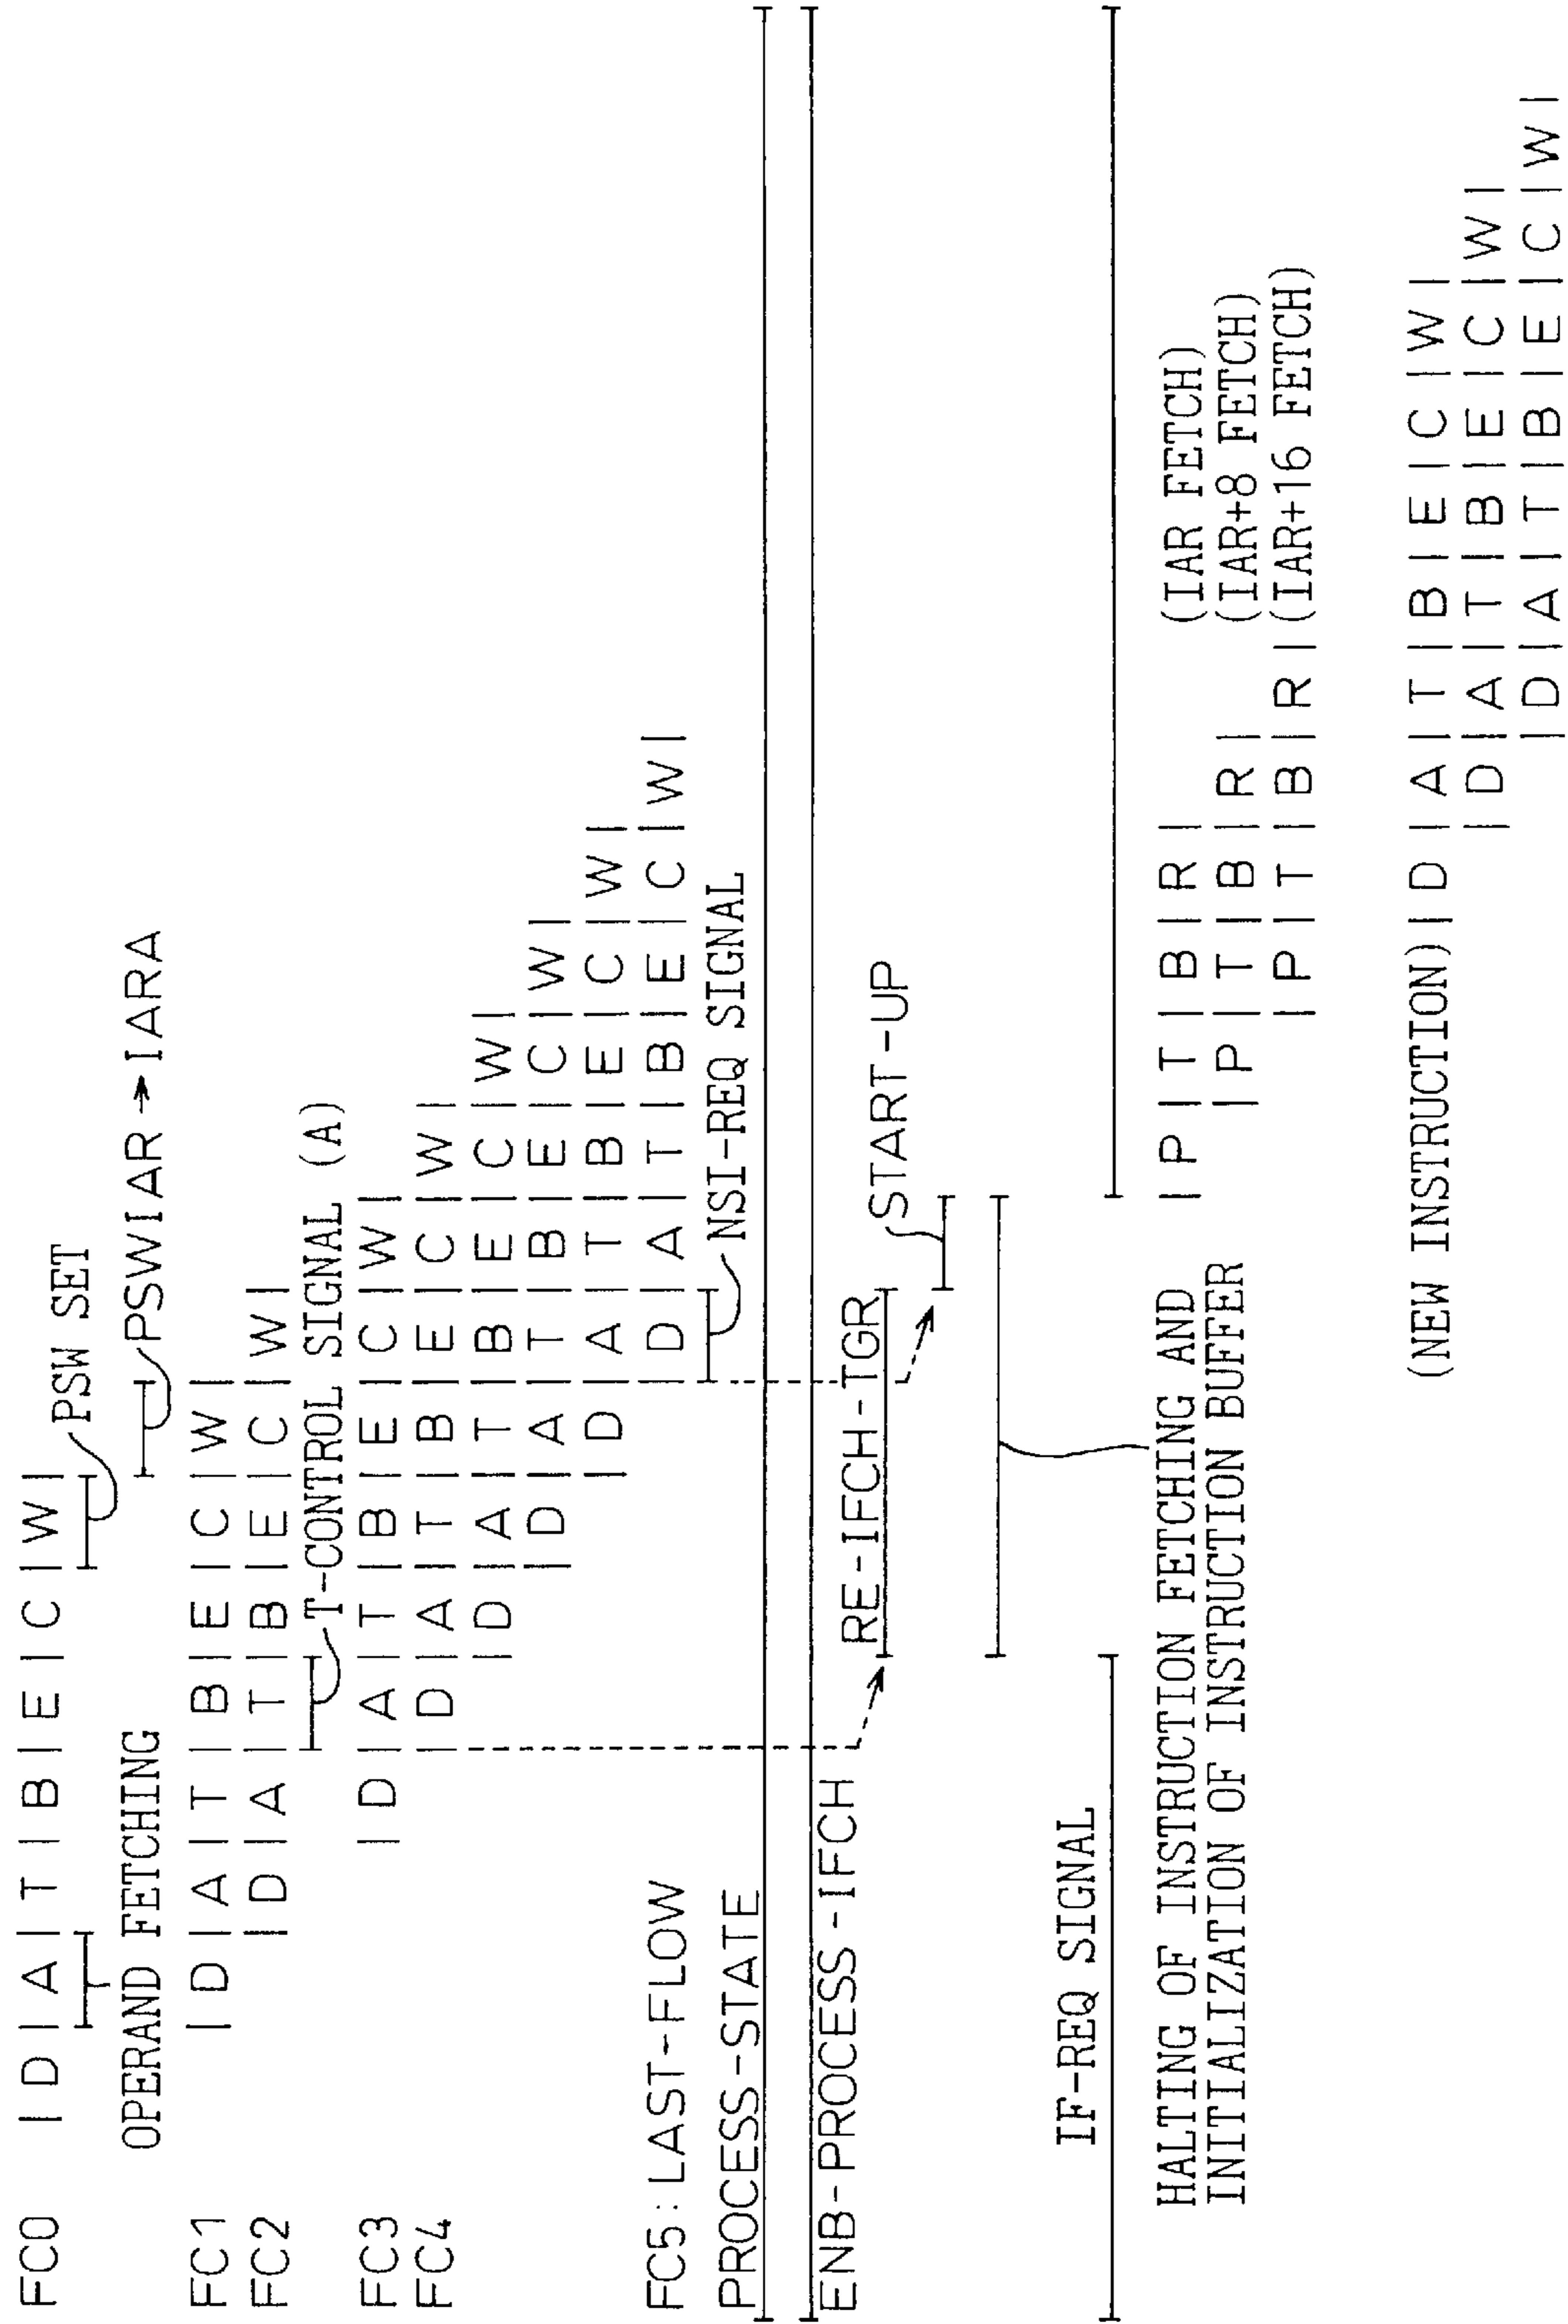 FC0 | D | A | T | B | E | C | W |
PSW SET
OPERAND FETCHING
PSWIAR → IARA
FC1 | D | A | T | B | E | C | W |
FC2 | D | A | T | B | E | C | W |
T-CONTROL SIGNAL (A)
FC3 | D | A | T | B | E | C | W |
FC4 | D | A | T | B | E | C | W |
| D | A | T | B | E | C | W |
| D | A | T | B | E | C | W |
| D | A | T | B | E | C | W |
FC5: LAST-FLOW | D | A | T | B | E | C | W |
NSI-REQ SIGNAL
PROCESS-STATE
ENB-PROCESS-IFCH
RE-IFCH-TGR
START-UP
IF-REQ SIGNAL
HALTING OF INSTRUCTION FETCHING AND
INITIALIZATION OF INSTRUCTION BUFFER
| P | T | B | R | (IAR FETCH)
| P | T | B | R | (IAR+8 FETCH)
| P | T | B | R | (IAR+16 FETCH)
(NEW INSTRUCTION) | D | A | T | B | E | C | W |
| D | A | T | B | E | C | W |
| D | A | T | B | E | C | W |